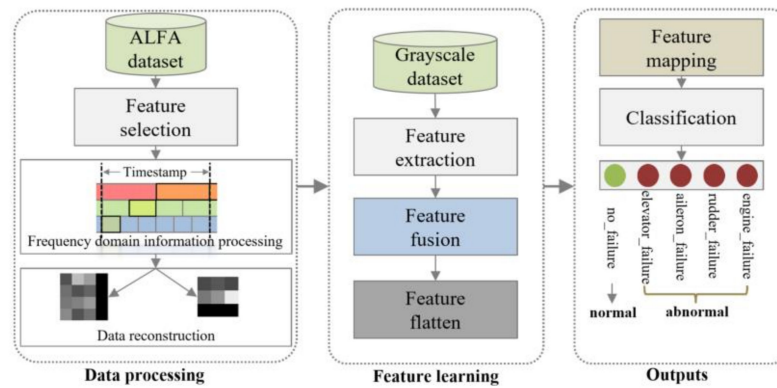 ALFA
dataset
Feature
selection
Timestamp
Frequency domain information processing
Data reconstruction
Data processing
Grayscale
dataset
Feature
extraction
Feature
fusion
Feature
flatten
Feature learning
Feature
mapping
Classification
no_failure
elevator_failure
aileron_failure
rudder_failure
engine_failure
normal
abnormal
Outputs